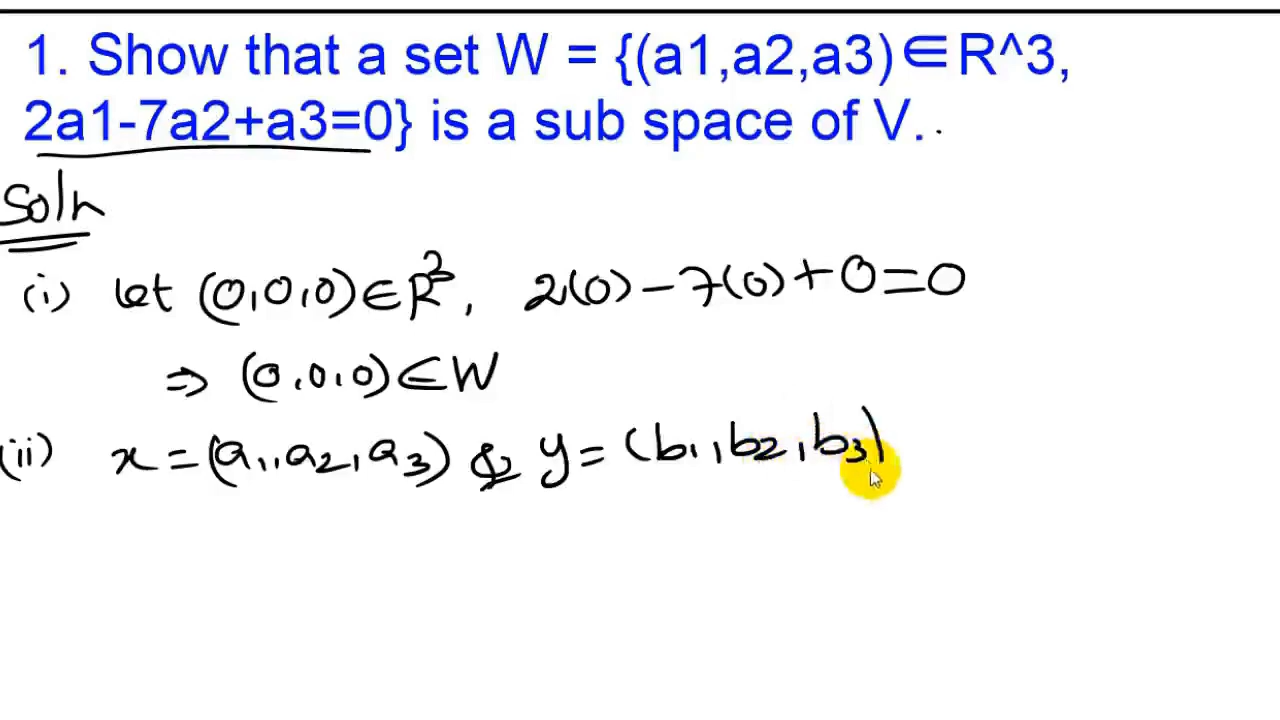 1. Show that a set W = {(a1,a2,a3)∈R^3,
2a1-7a2+a3=0} is a sub space of V.
Soln
(i) let (0,0,0)∈R², 2(0)-7(0)+0=0
⇒ (0,0,0)∈W
(ii) x=(a₁,a₂,a₃) & y=(b₁,b₂,b₃)